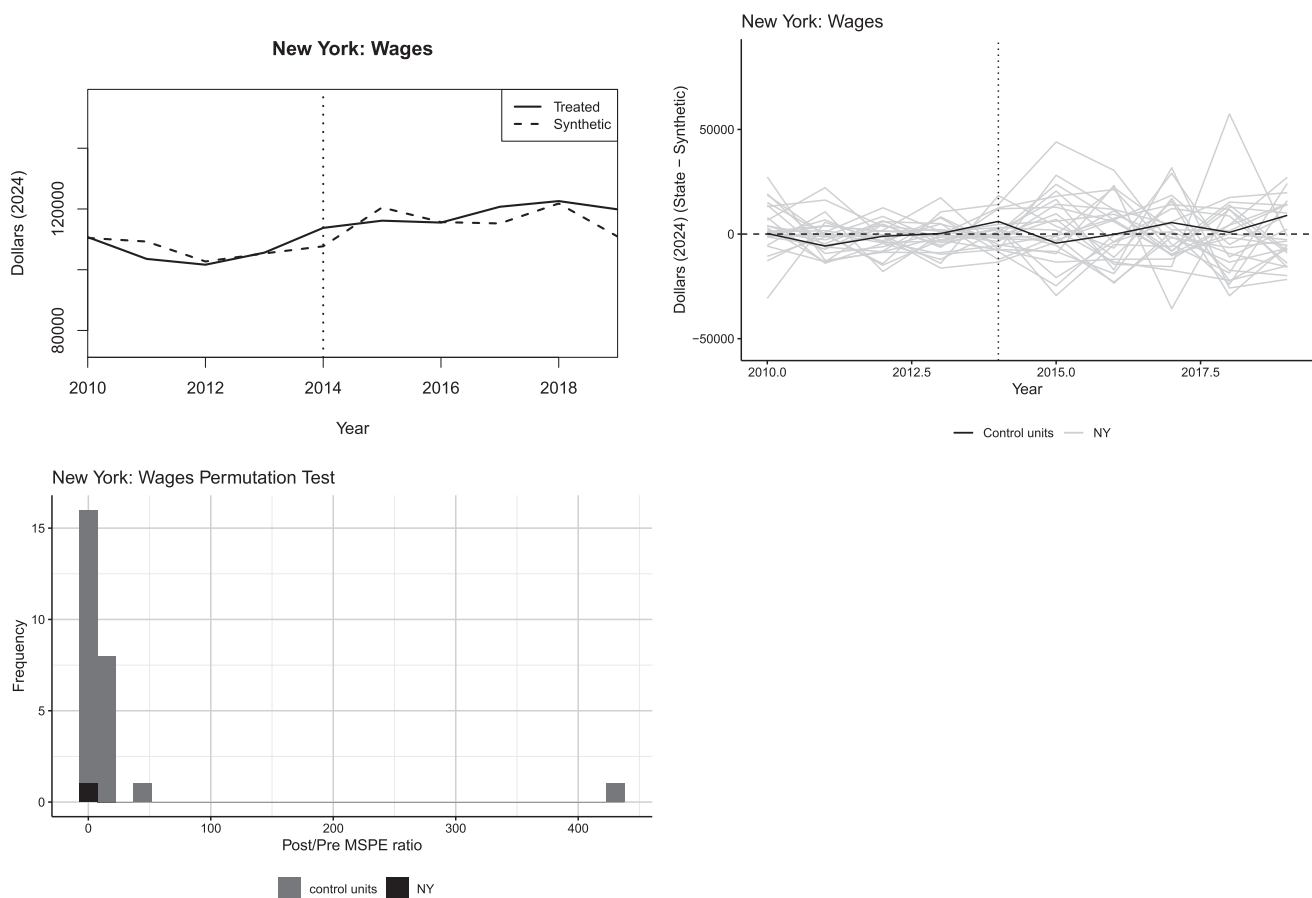 New York: Wages
Treated
Synthetic
Dollars (2024)
120000
80000
2010
2012
2014
2016
2018
Year
New York: Wages
Dollars (2024) (State − Synthetic)
50000
0
−50000
2010.0
2012.5
2015.0
2017.5
Year
Control units
NY
New York: Wages Permutation Test
Frequency
15
10
5
0
0
100
200
300
400
Post/Pre MSPE ratio
control units
NY